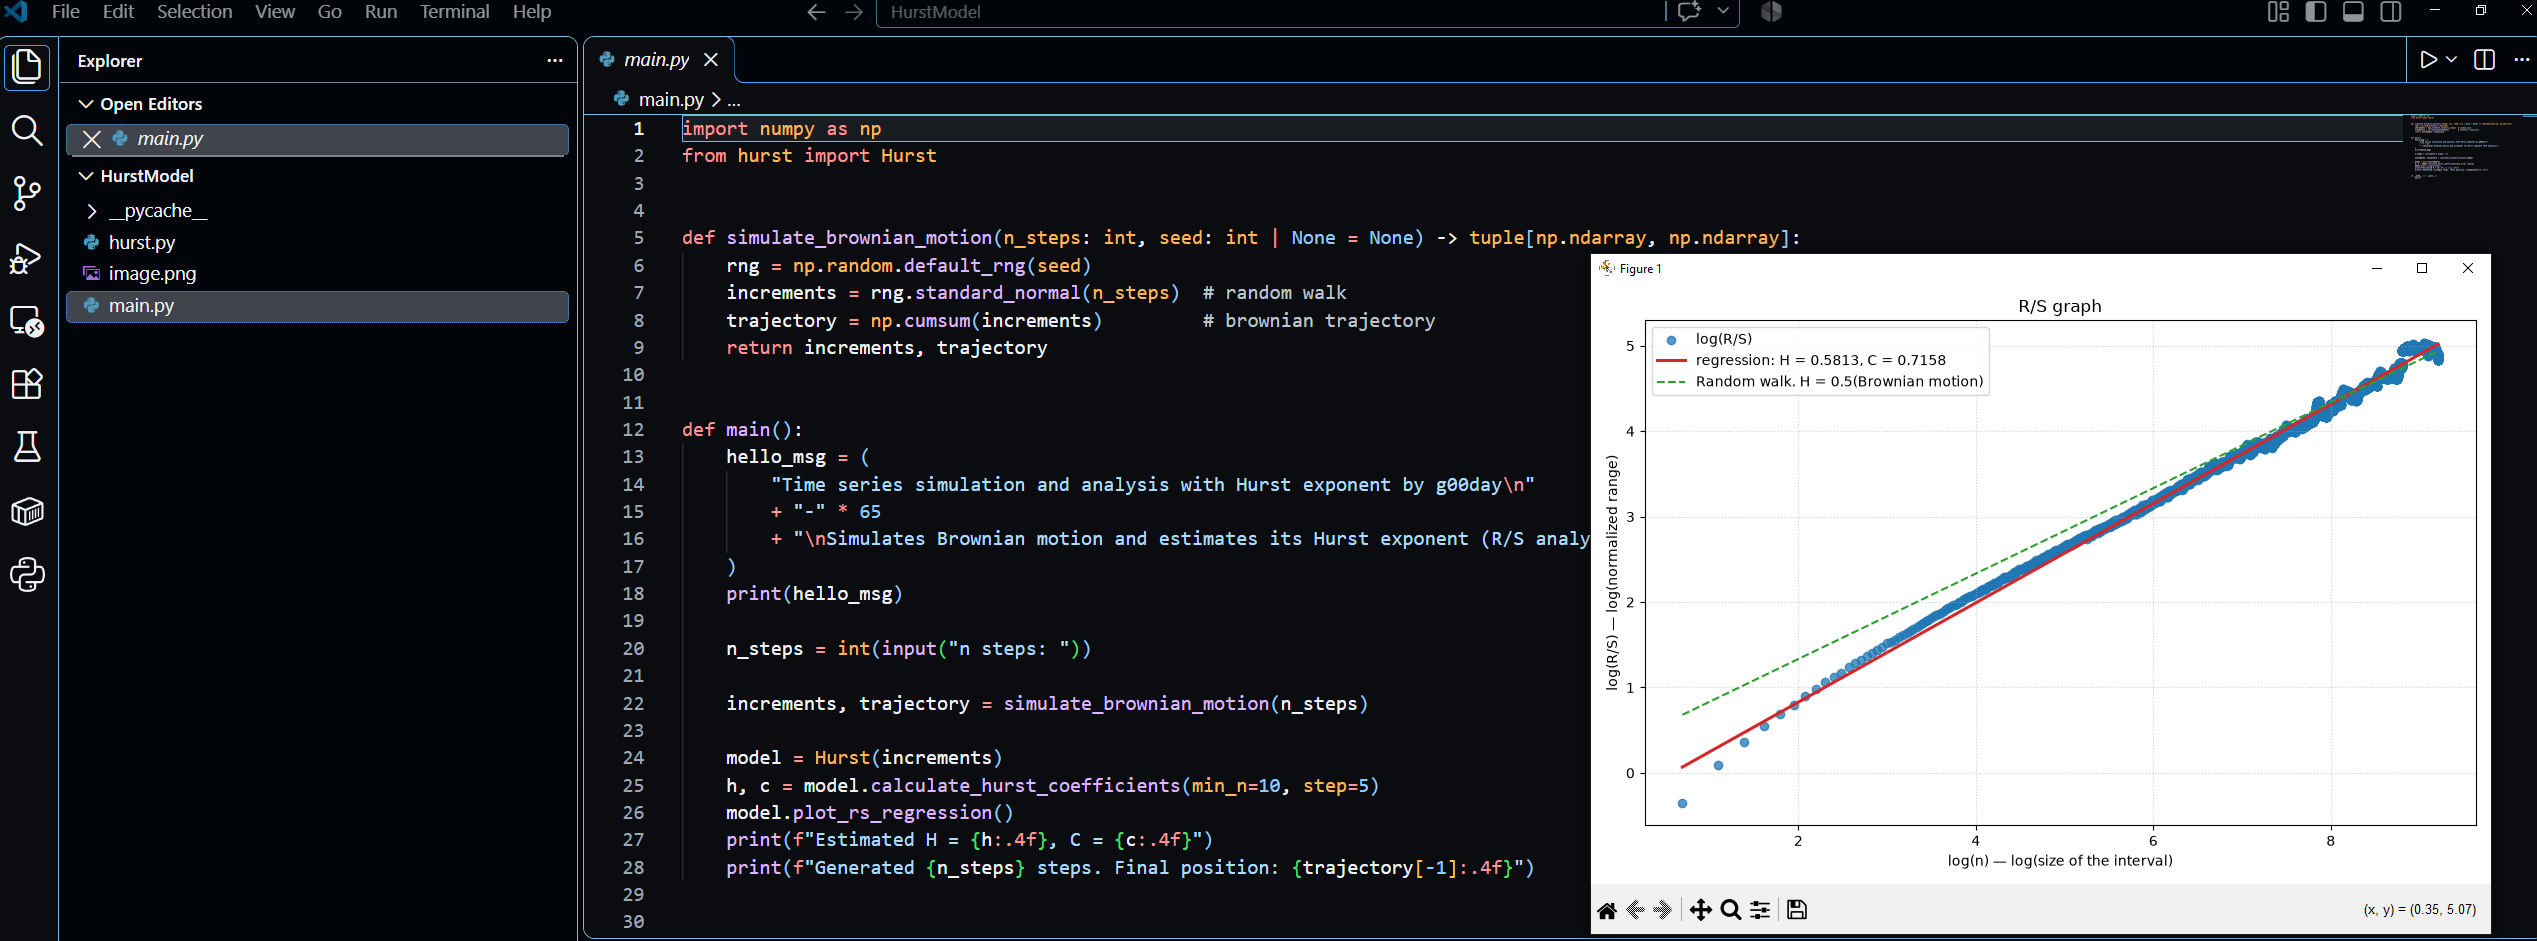 File Edit Selection View Go Run Terminal Help
HurstModel
Explorer
Open Editors
main.py
HurstModel
__pycache__
hurst.py
image.png
main.py
main.py
main.py > ...
1 import numpy as np
2 from hurst import Hurst
3
4
5 def simulate_brownian_motion(n_steps: int, seed: int | None = None) -> tuple[np.ndarray, np.ndarray]:
6 rng = np.random.default_rng(seed)
7 increments = rng.standard_normal(n_steps) # random walk
8 trajectory = np.cumsum(increments) # brownian trajectory
9 return increments, trajectory
10
11
12 def main():
13 hello_msg = (
14 "Time series simulation and analysis with Hurst exponent by g00day\n"
15 + "-" * 65
16 + "\nSimulates Brownian motion and estimates its Hurst exponent (R/S analy
17 )
18 print(hello_msg)
19
20 n_steps = int(input("n steps: "))
21
22 increments, trajectory = simulate_brownian_motion(n_steps)
23
24 model = Hurst(increments)
25 h, c = model.calculate_hurst_coefficients(min_n=10, step=5)
26 model.plot_rs_regression()
27 print(f"Estimated H = {h:.4f}, C = {c:.4f}")
28 print(f"Generated {n_steps} steps. Final position: {trajectory[-1]:.4f}")
29
30
Figure 1
R/S graph
log(R/S)
regression: H = 0.5813, C = 0.7158
Random walk. H = 0.5(Brownian motion)
5
4
3
2
1
0
log(R/S) — log(normalized range)
2 4 6 8
log(n) — log(size of the interval)
(x, y) = (0.35, 5.07)